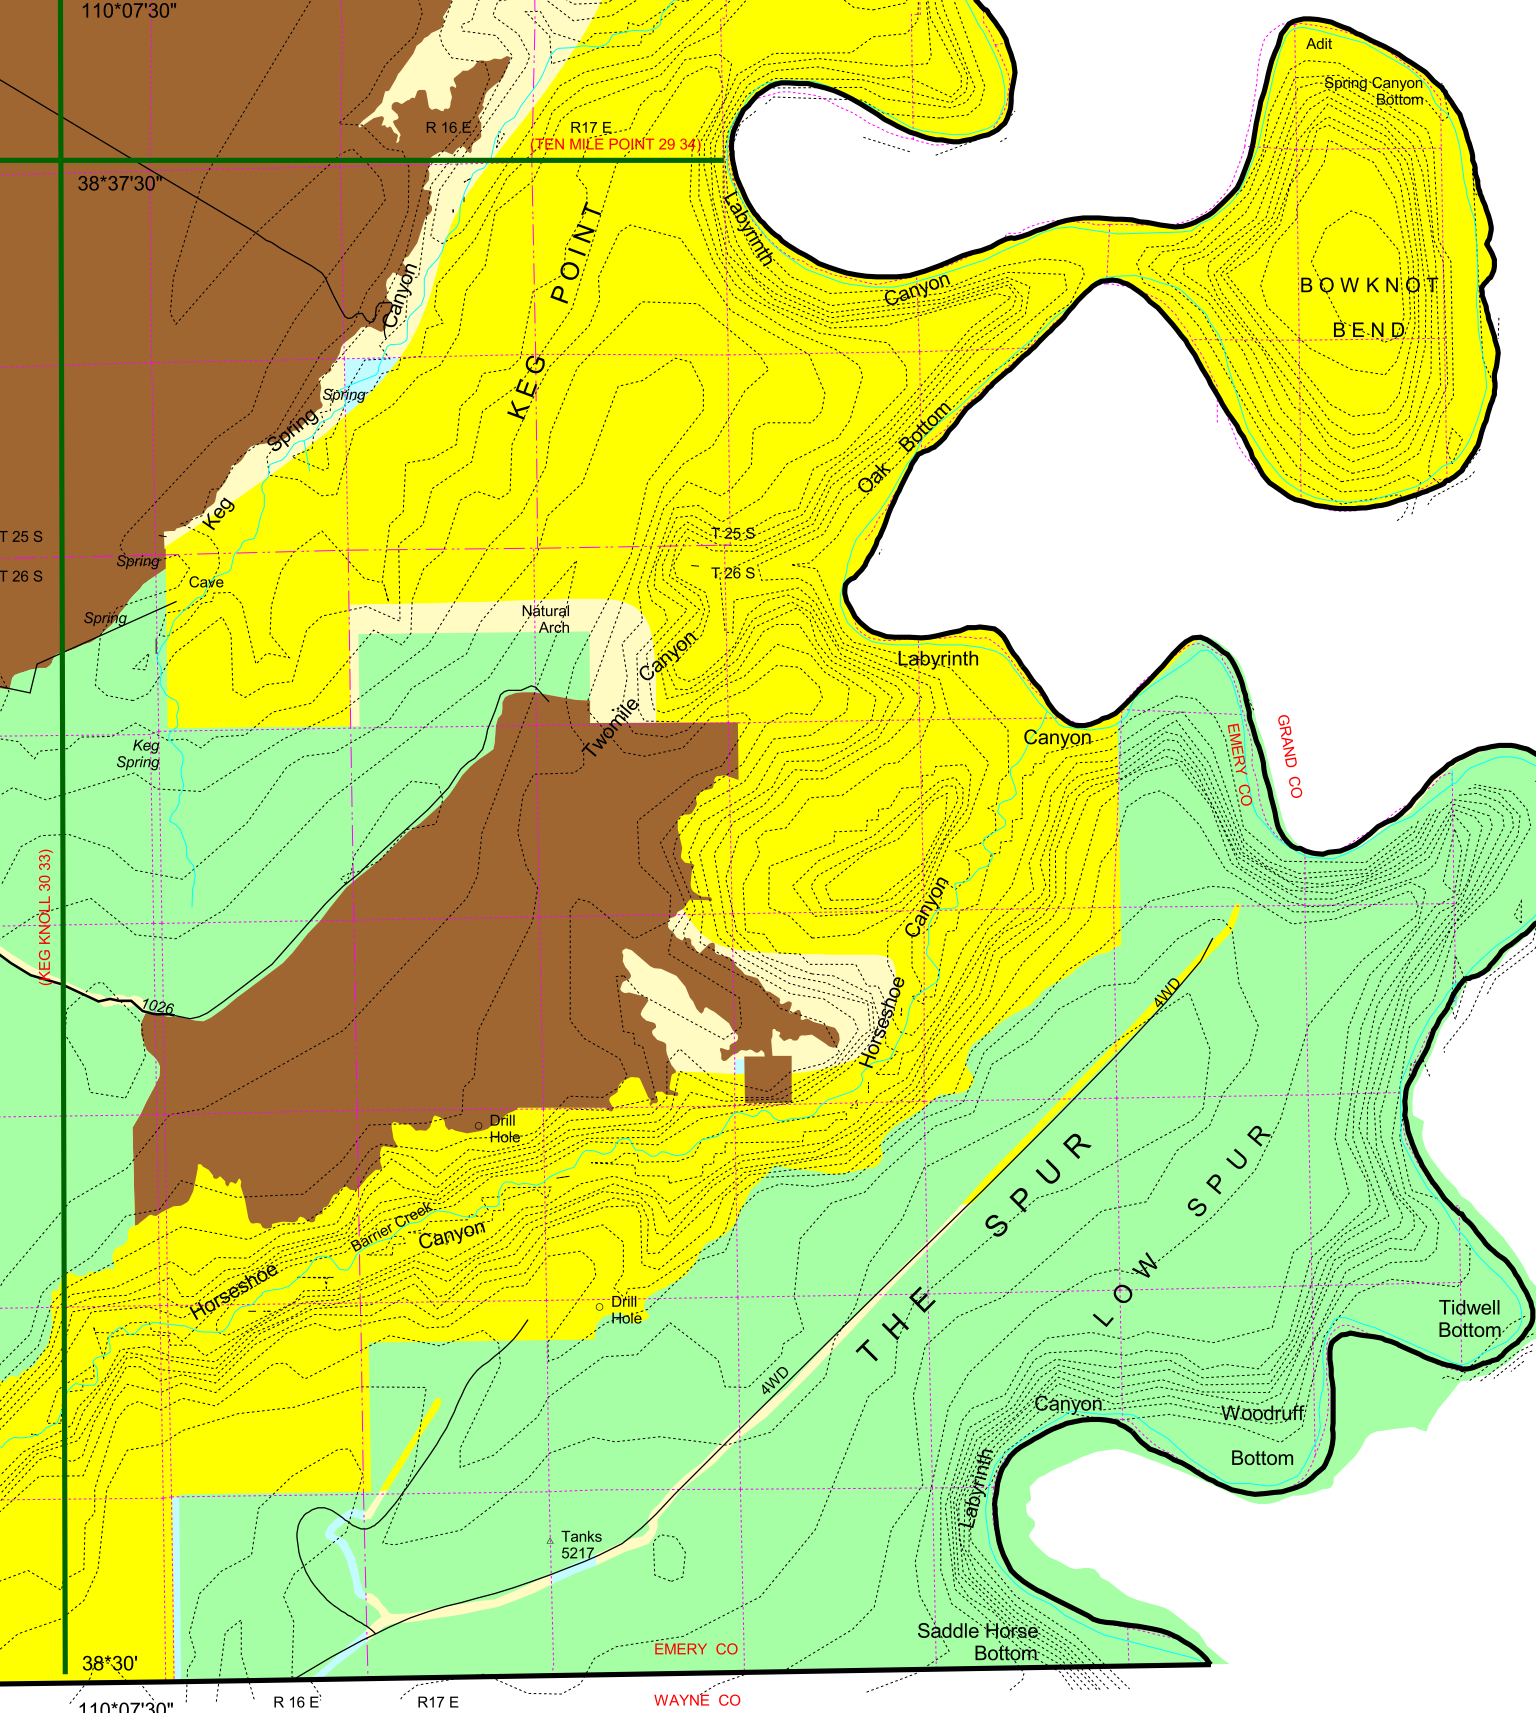 110°07'30"
Adit
Spring Canyon
Bottom
R 16 E
R17 E
(TEN MILE POINT 29 34)
38*37'30"
Labyrinth
Canyon
KEG POINT
Canyon
BOWKNOT
BEND
Spring
Spring
Keg
Oak Bottom
T 25 S
T 26 S
T 25 S
T 26 S
Spring
Cave
Spring
Natural
Arch
Canyon
Twomile
Labyrinth
Canyon
EMERY CO
GRAND CO
Keg
Spring
(KEG KNOLL 30 33)
Canyon
Horseshoe
4WD
1026
Drill
Hole
THE SPUR
LOW SPUR
Barrier Creek
Canyon
Horseshoe
Drill
Hole
Tidwell
Bottom
4WD
Canyon
Woodruff
Bottom
Labyrinth
Tanks
5217
Saddle Horse
Bottom
EMERY CO
38*30'
WAYNE CO
R 16 E
R17 E
110*07'30"